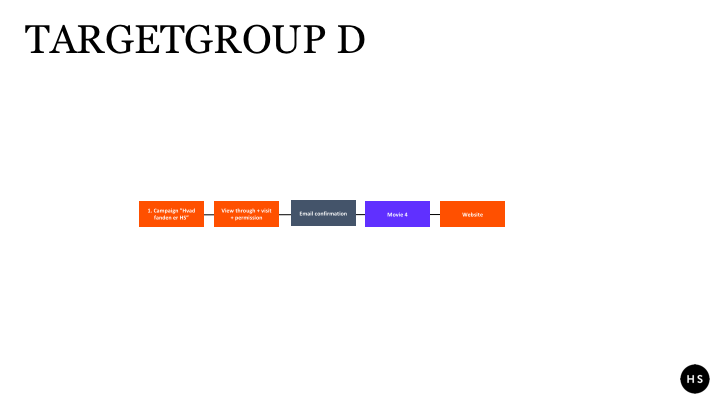 TARGETGROUP D
1. Campaign "Hvad
fanden er HS"
View through + visit
+ permission
Email confirmation
Movie 4
Website
HS